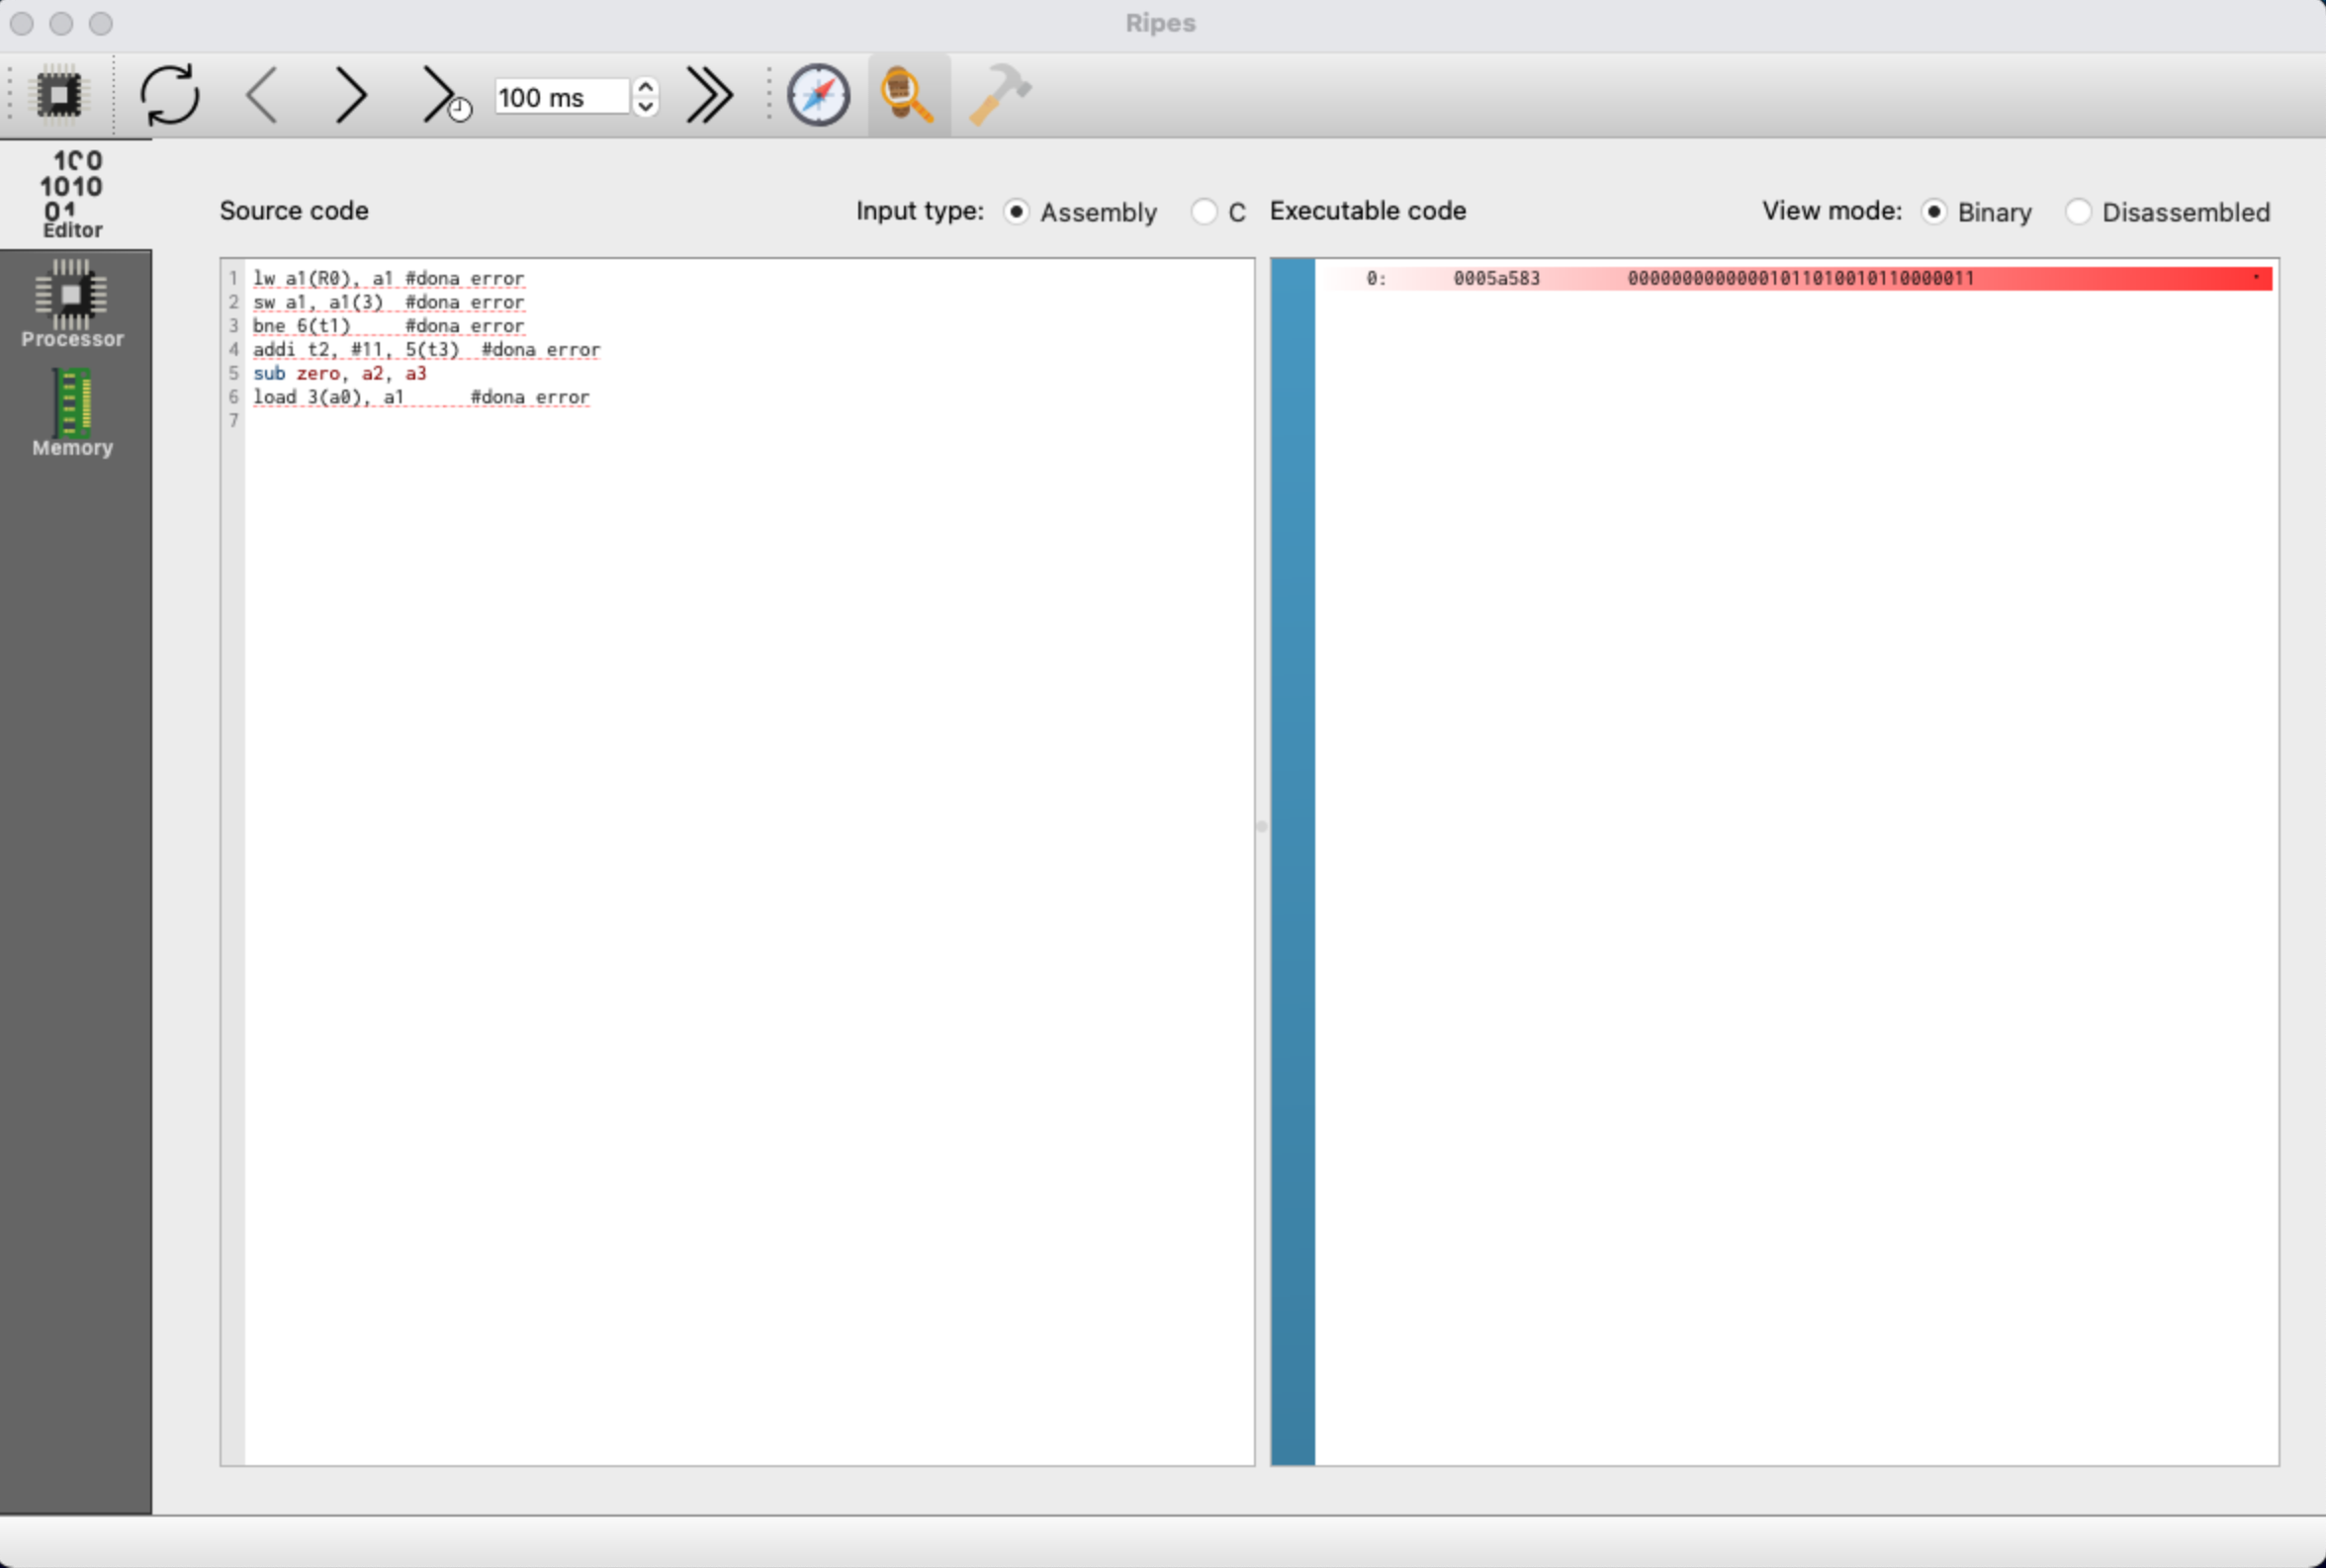 Ripes
100 ms
Editor
Processor
Memory
Source code
Input type: Assembly C
Executable code
View mode: Binary Disassembled
1 lw a1(R0), a1 #dona error
2 sw a1, a1(3) #dona error
3 bne 6(t1) #dona error
4 addi t2, #11, 5(t3) #dona error
5 sub zero, a2, a3
6 load 3(a0), a1 #dona error
7
0: 0005a583 00000000000001011010010110000011